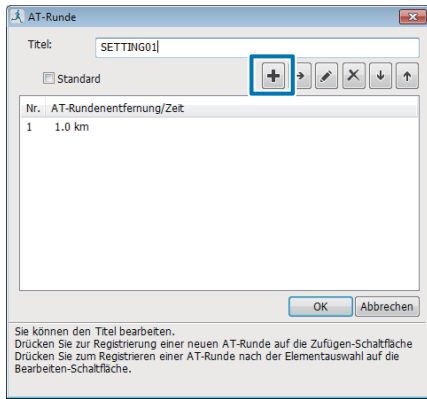 AT-Runde
Titel: SETTING01
Standard
Nr. AT-Rundenentfernung/Zeit
1 1.0 km
OK Abbrechen
Sie können den Titel bearbeiten.
Drücken Sie zur Registrierung einer neuen AT-Runde auf die Zufügen-Schaltfläche
Drücken Sie zum Registrieren einer AT-Runde nach der Elementauswahl auf die
Bearbeiten-Schaltfläche.